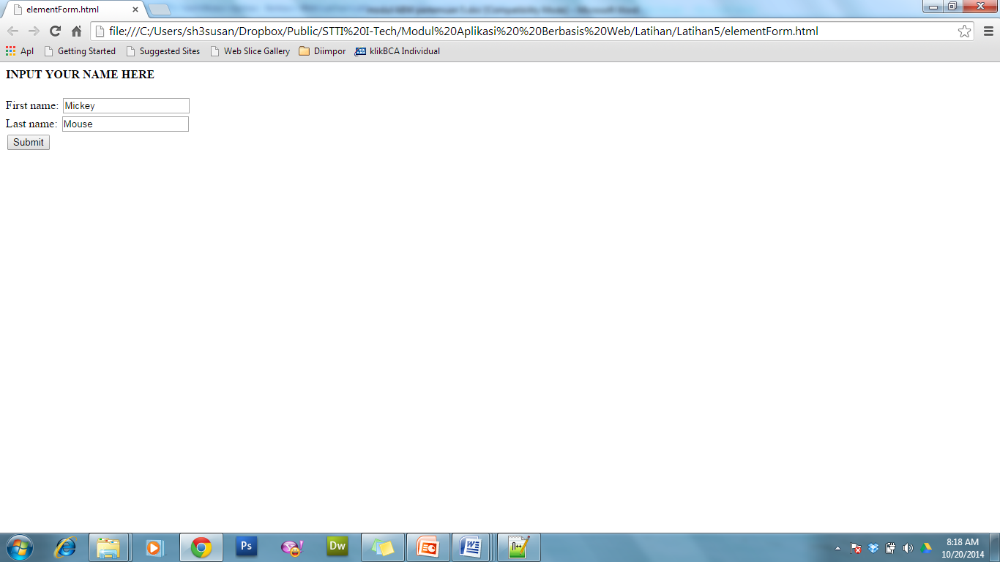 elementForm.html
file:///C:/Users/sh3susan/Dropbox/Public/STTI%20I-Tech/Modul%20Aplikasi%20%20Berbasis%20Web/Latihan/Latihan5/elementForm.html
Apl Getting Started Suggested Sites Web Slice Gallery Diimpor klikBCA Individual
INPUT YOUR NAME HERE
First name: Mickey
Last name: Mouse
Submit
Ps Dw
8:18 AM
10/20/2014